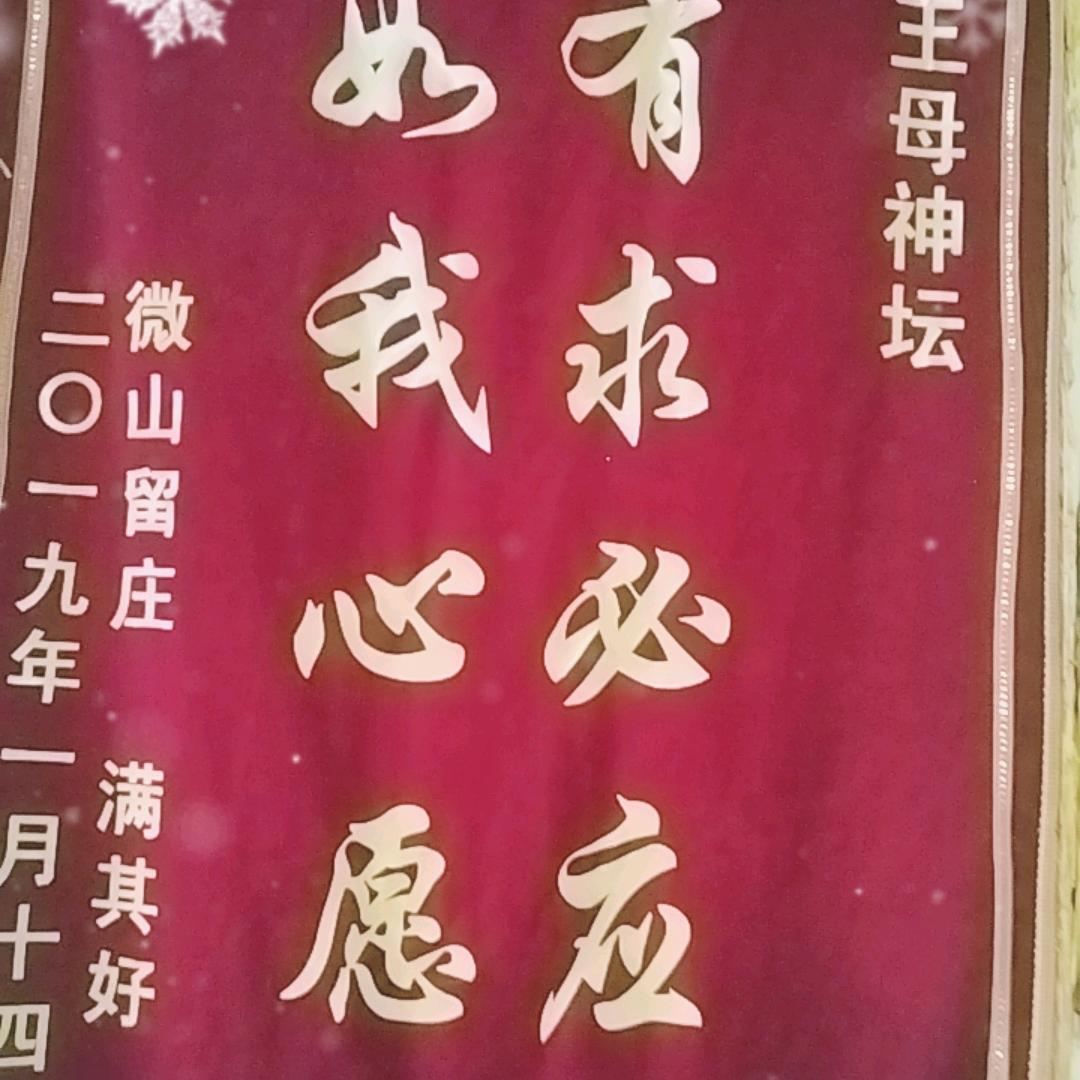 王母神坛
有求必应
如我心愿
微山留庄 满其好
二〇一九年一月十四